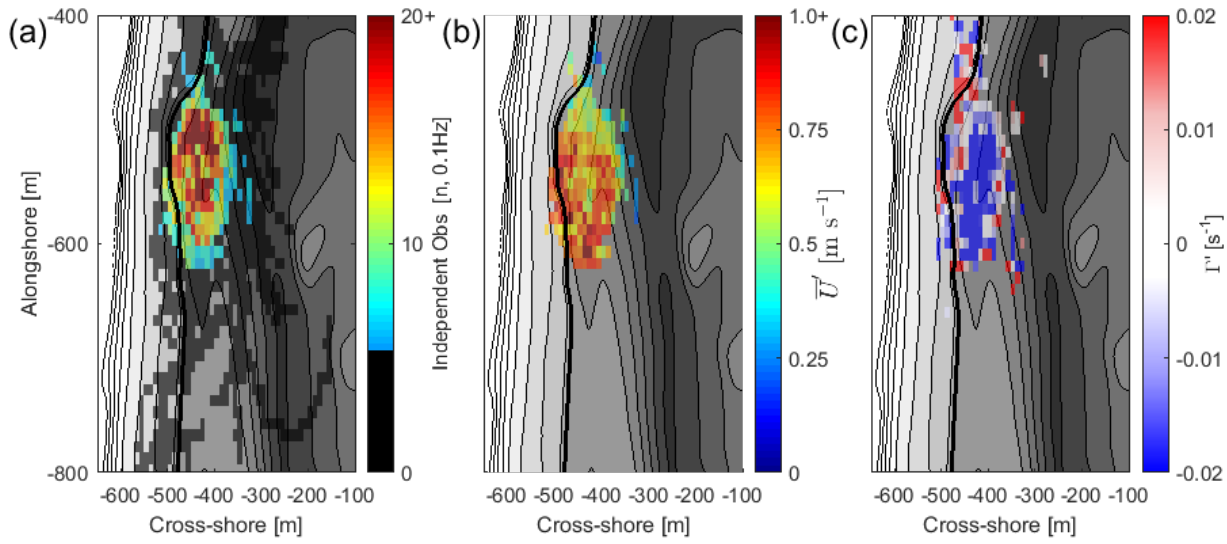 (a)
-400
-500
-600
-800
Alongshore [m]
-600 -500 -400 -300 -200 -100
Cross-shore [m]
20+
10
0
Independent Obs [n, 0.1Hz]
(b)
-600 -500 -400 -300 -200 -100
Cross-shore [m]
1.0+
0.75
0.5
0.25
0
U' [m s⁻¹]
(c)
-600 -500 -400 -300 -200 -100
Cross-shore [m]
0.02
0.01
0
-0.01
-0.02
Γ' [s⁻¹]